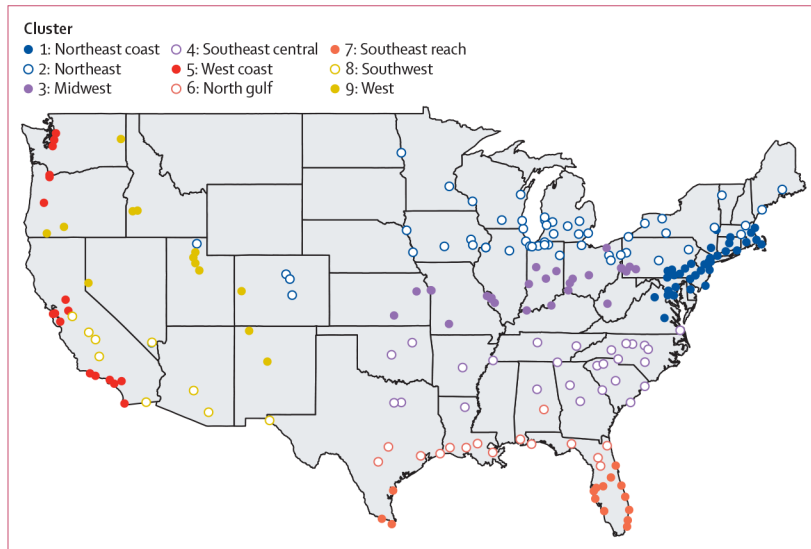 Cluster
1: Northeast coast 4: Southeast central 7: Southeast reach
2: Northeast 5: West coast 8: Southwest
3: Midwest 6: North gulf 9: West